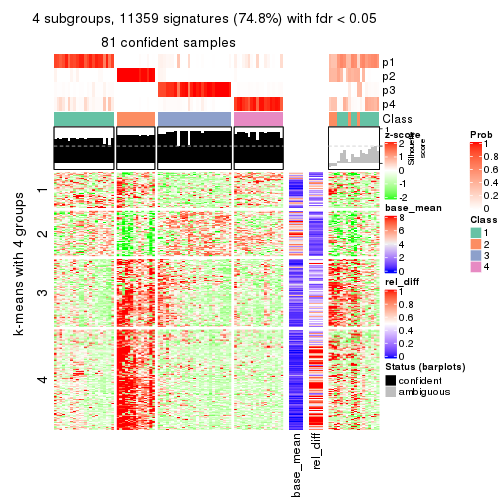 4 subgroups, 11359 signatures (74.8%) with fdr < 0.05
81 confident samples
p1
p2
p3
p4
Class
1
Silhouette
score
k-means with 4 groups
1
2
3
4
base_mean
rel_diff
z-score
2
1
0
-1
-2
base_mean
8
6
4
2
0
rel_diff
1
0.8
0.6
0.4
0.2
0
Status (barplots)
confident
ambiguous
Prob
1
0.8
0.6
0.4
0.2
0
Class
1
2
3
4